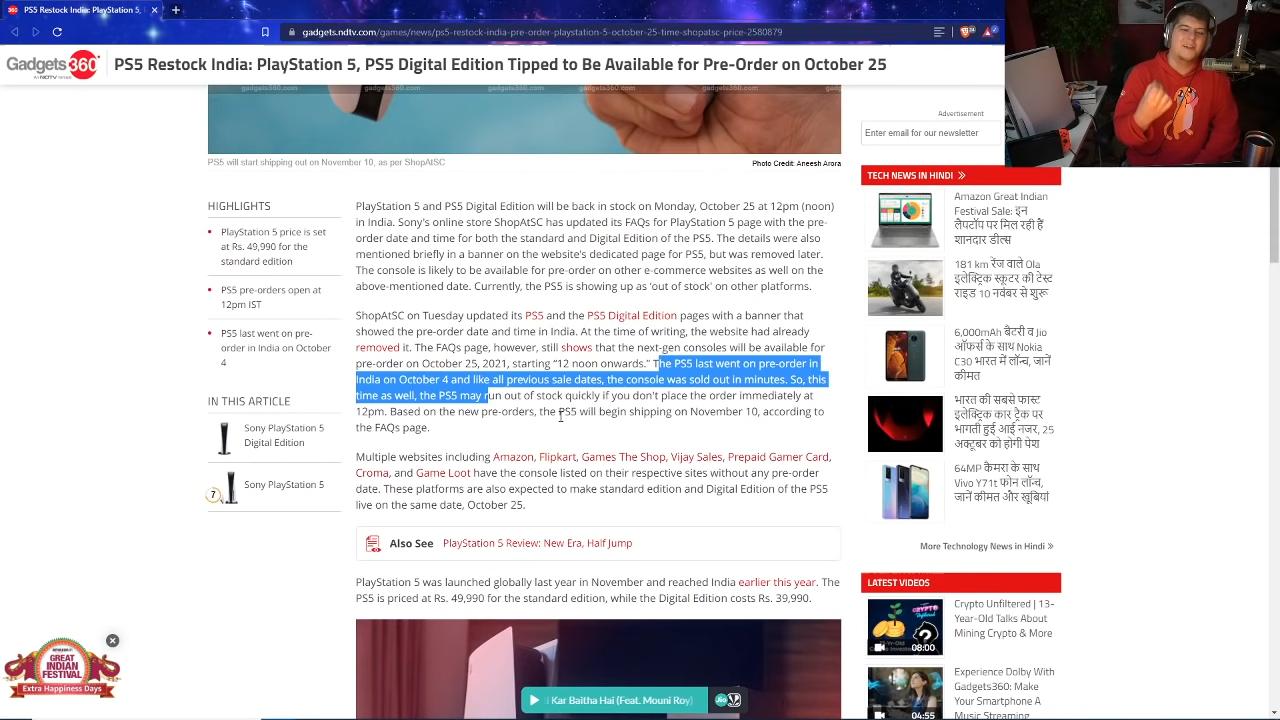 PS5 Restock India: PlayStation 5,
gadgets.ndtv.com/games/news/ps5-restock-india-pre-order-playstation-5-october-25-time-shopatsc-price-2580879
Gadgets 360
An NDTV venture
PS5 Restock India: PlayStation 5, PS5 Digital Edition Tipped to Be Available for Pre-Order on October 25
gadgets360.com gadgets360.com gadgets360.com gadgets360.com gadgets360.com
PS5 will start shipping out on November 10, as per ShopAtSC
Photo Credit: Aneesh Arora
HIGHLIGHTS
PlayStation 5 price is set
at Rs. 49,990 for the
standard edition
PS5 pre-orders open at
12pm IST
PS5 last went on pre-
order in India on October
4
IN THIS ARTICLE
Sony PlayStation 5
Digital Edition
7
Sony PlayStation 5
PlayStation 5 and PS5 Digital Edition will be back in stock on Monday, October 25 at 12pm (noon)
in India. Sony's online store ShopAtSC has updated its FAQs for PlayStation 5 page with the pre-
order date and time for both the standard and Digital Edition of the PS5. The details were also
mentioned briefly in a banner on the website's dedicated page for PS5, but was removed later.
The console is likely to be available for pre-order on other e-commerce websites as well on the
above-mentioned date. Currently, the PS5 is showing up as ‘out of stock’ on other platforms.
ShopAtSC on Tuesday updated its PS5 and the PS5 Digital Edition pages with a banner that
showed the pre-order date and time in India. At the time of writing, the website had already
removed it. The FAQs page, however, still shows that the next-gen consoles will be available for
pre-order on October 25, 2021, starting “12 noon onwards.” The PS5 last went on pre-order in
India on October 4 and like all previous sale dates, the console was sold out in minutes. So, this
time as well, the PS5 may run out of stock quickly if you don't place the order immediately at
12pm. Based on the new pre-orders, the PS5 will begin shipping on November 10, according to
the FAQs page.
Multiple websites including Amazon, Flipkart, Games The Shop, Vijay Sales, Prepaid Gamer Card,
Croma, and Game Loot have the console listed on their respective sites without any pre-order
date. These platforms are also expected to make standard edition and Digital Edition of the PS5
live on the same date, October 25.
Also See PlayStation 5 Review: New Era, Half Jump
PlayStation 5 was launched globally last year in November and reached India earlier this year. The
PS5 is priced at Rs. 49,990 for the standard edition, while the Digital Edition costs Rs. 39,990.
Kar Baitha Hai (Feat. Mouni Roy)
Jio
GREAT
INDIAN
FESTIVAL
Extra Happiness Days
Advertisement
Enter email for our newsletter
TECH NEWS IN HINDI
Amazon Great Indian
Festival Sale: इन
लैपटॉप पर मिल रही हैं
शानदार डील्स
181 km रेंज वाले Ola
इलेक्ट्रिक स्कूटर की टेस्ट
राइड 10 नवंबर से शुरू
6,000mAh बैटरी व Jio
ऑफर्स के साथ Nokia
C30 भारत में लॉन्च, जानें
कीमत
भारत की सबसे फास्ट
इलेक्ट्रिक कार ट्रैक पर
भागती हुई आई नजर, 25
अक्टूबर को होगी पेश
64MP कैमरा के साथ
Vivo Y71t फोन लॉन्च,
जानें कीमत और खूबियां
More Technology News in Hindi
LATEST VIDEOS
Crypto Unfiltered | 13-
Year-Old Talks About
Mining Crypto & More
08:00
Experience Dolby With
Gadgets360: Make
Your Smartphone A
Music Streaming
04:55